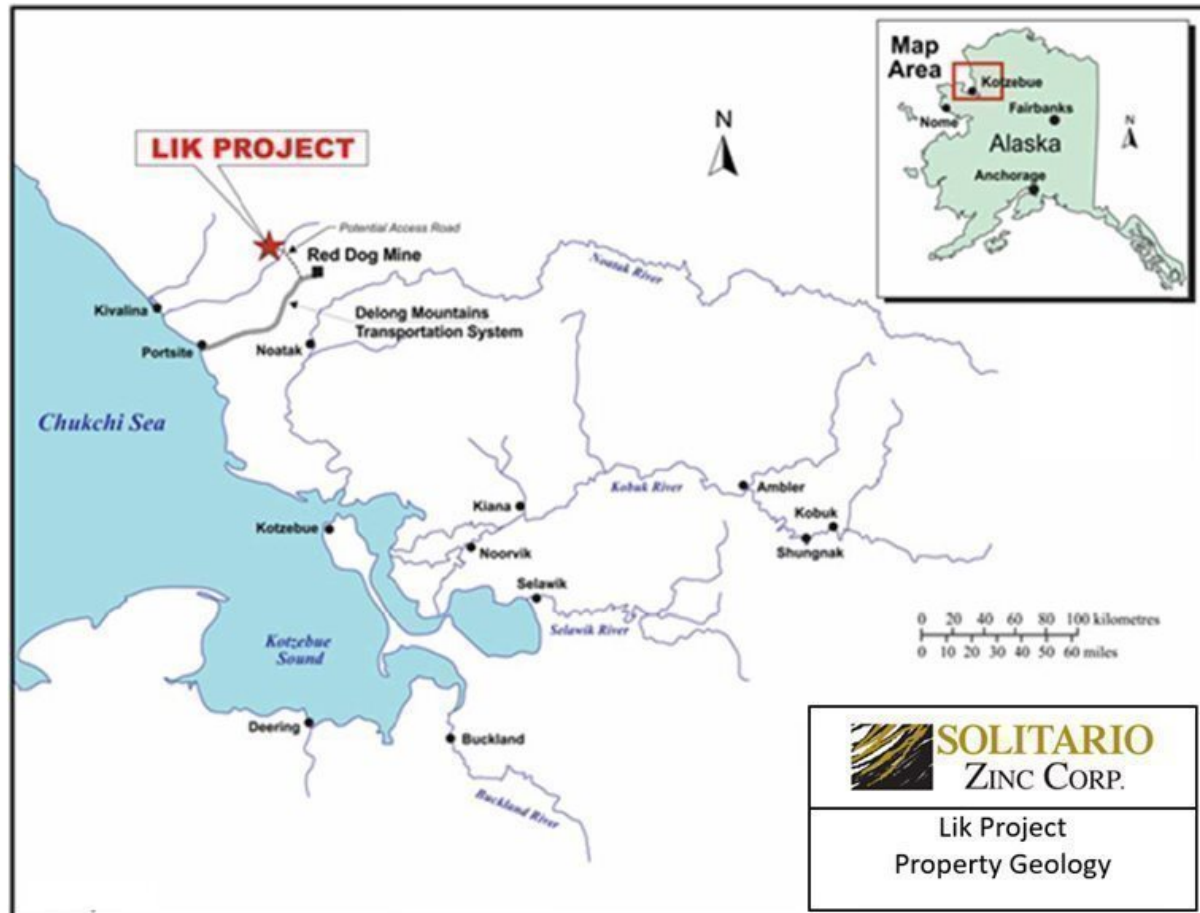 Map
Area
Kotzebue
Fairbanks
Nome
N
Alaska
Anchorage
N
LIK PROJECT
Potential Access Road
Red Dog Mine
Noatak River
Kivalina
Delong Mountains
Transportation System
Portsite
Noatak
Chukchi Sea
Kiana
Kobuk River
Ambler
Kotzebue
Kobuk
Noorvik
Shungnak
Selawik
Selawik River
0 20 40 60 80 100 kilometres
0 10 20 30 40 50 60 miles
Kotzebue
Sound
Deering
Buckland
Buckland River
SOLITARIO
ZINC CORP.
Lik Project
Property Geology